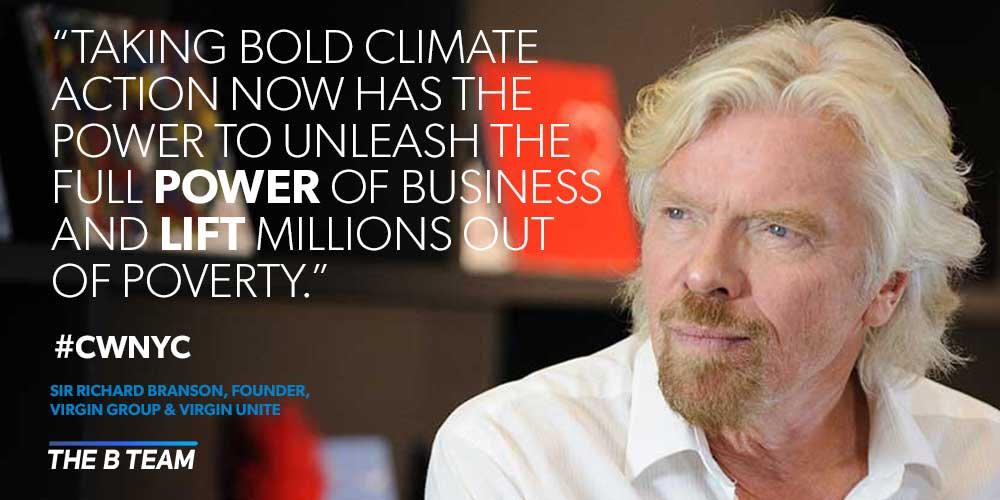 “TAKING BOLD CLIMATE
ACTION NOW HAS THE
POWER TO UNLEASH THE
FULL POWER OF BUSINESS
AND LIFT MILLIONS OUT
OF POVERTY.”
#CWNYC
SIR RICHARD BRANSON, FOUNDER,
VIRGIN GROUP & VIRGIN UNITE
THE B TEAM